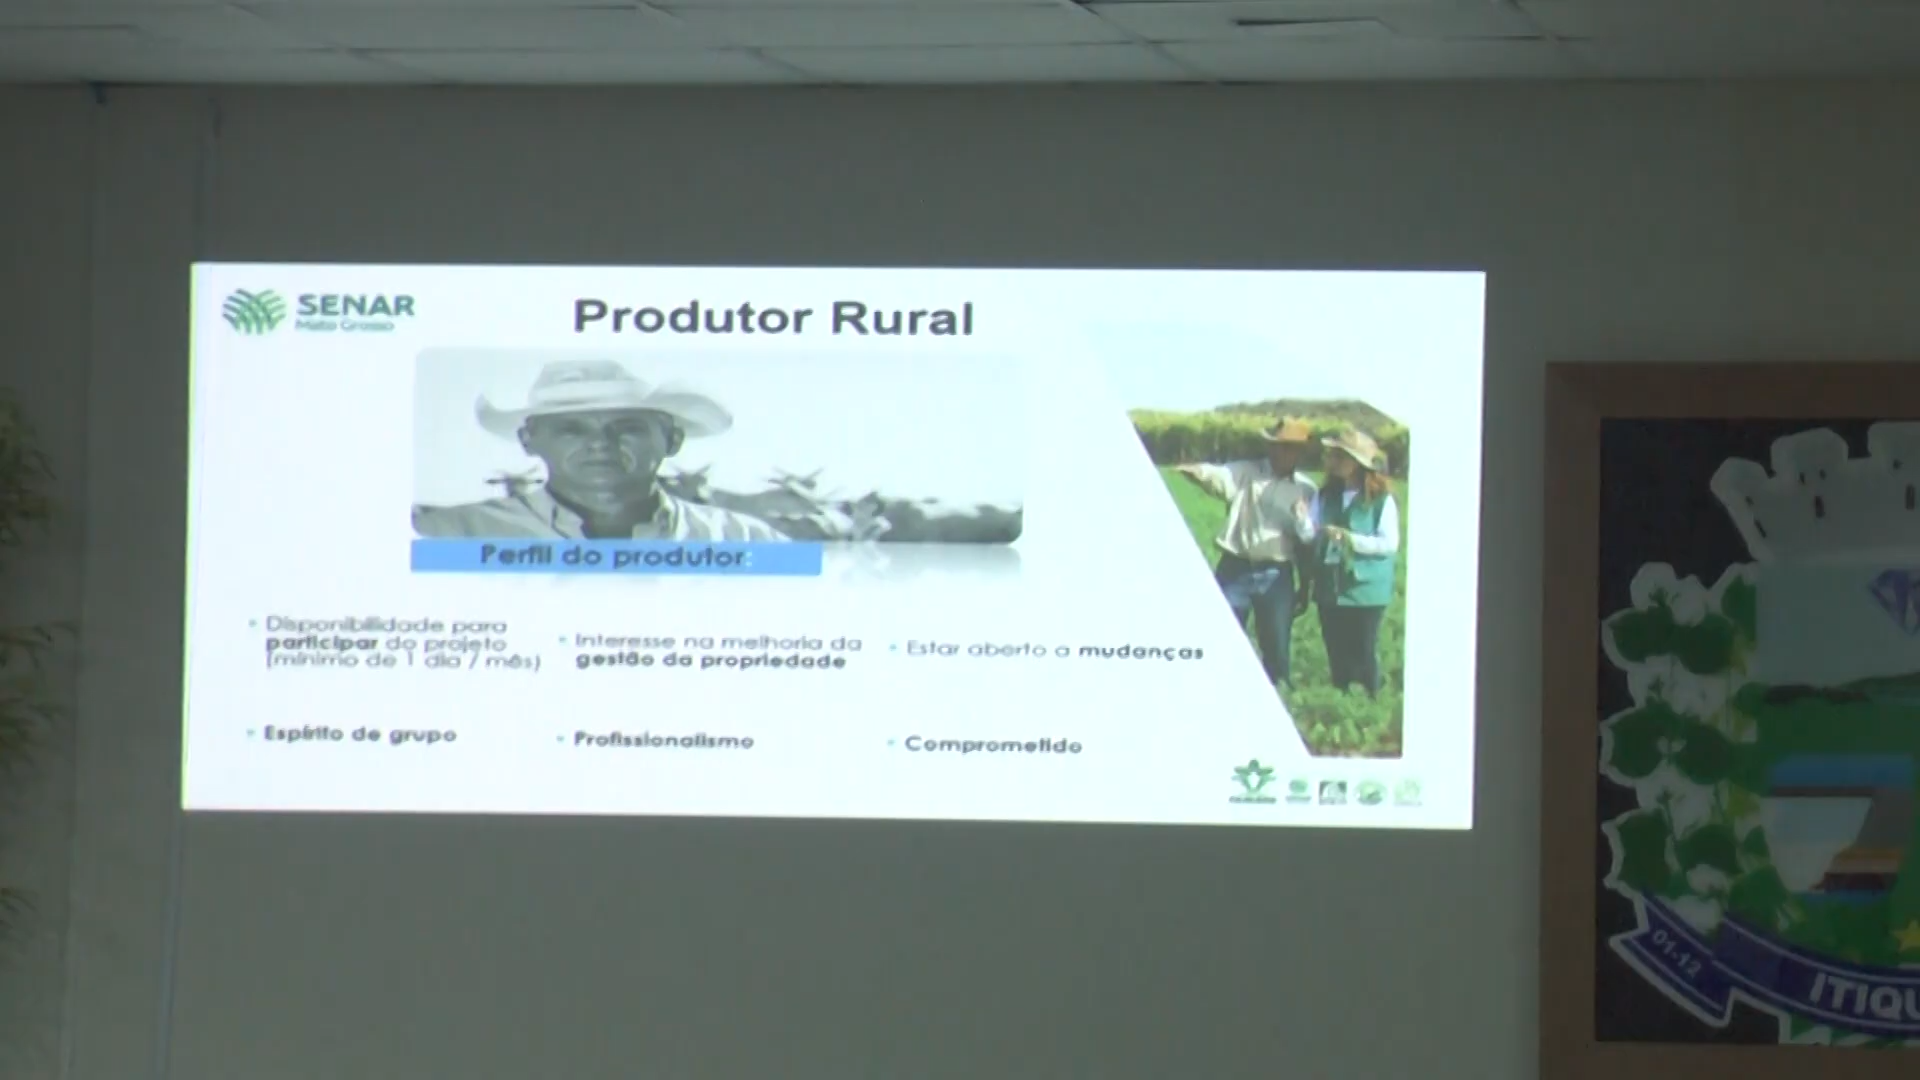 SENAR
Mato Grosso
Produtor Rural
Perfil do produtor:
• Disponibilidade para
participar do projeto
(mínimo de 1 dia / mês)
• Interesse na melhoria da
gestão da propriedade
• Estar aberto a mudanças
• Espírito de grupo
• Profissionalismo
• Comprometido
01-12
ITIQU